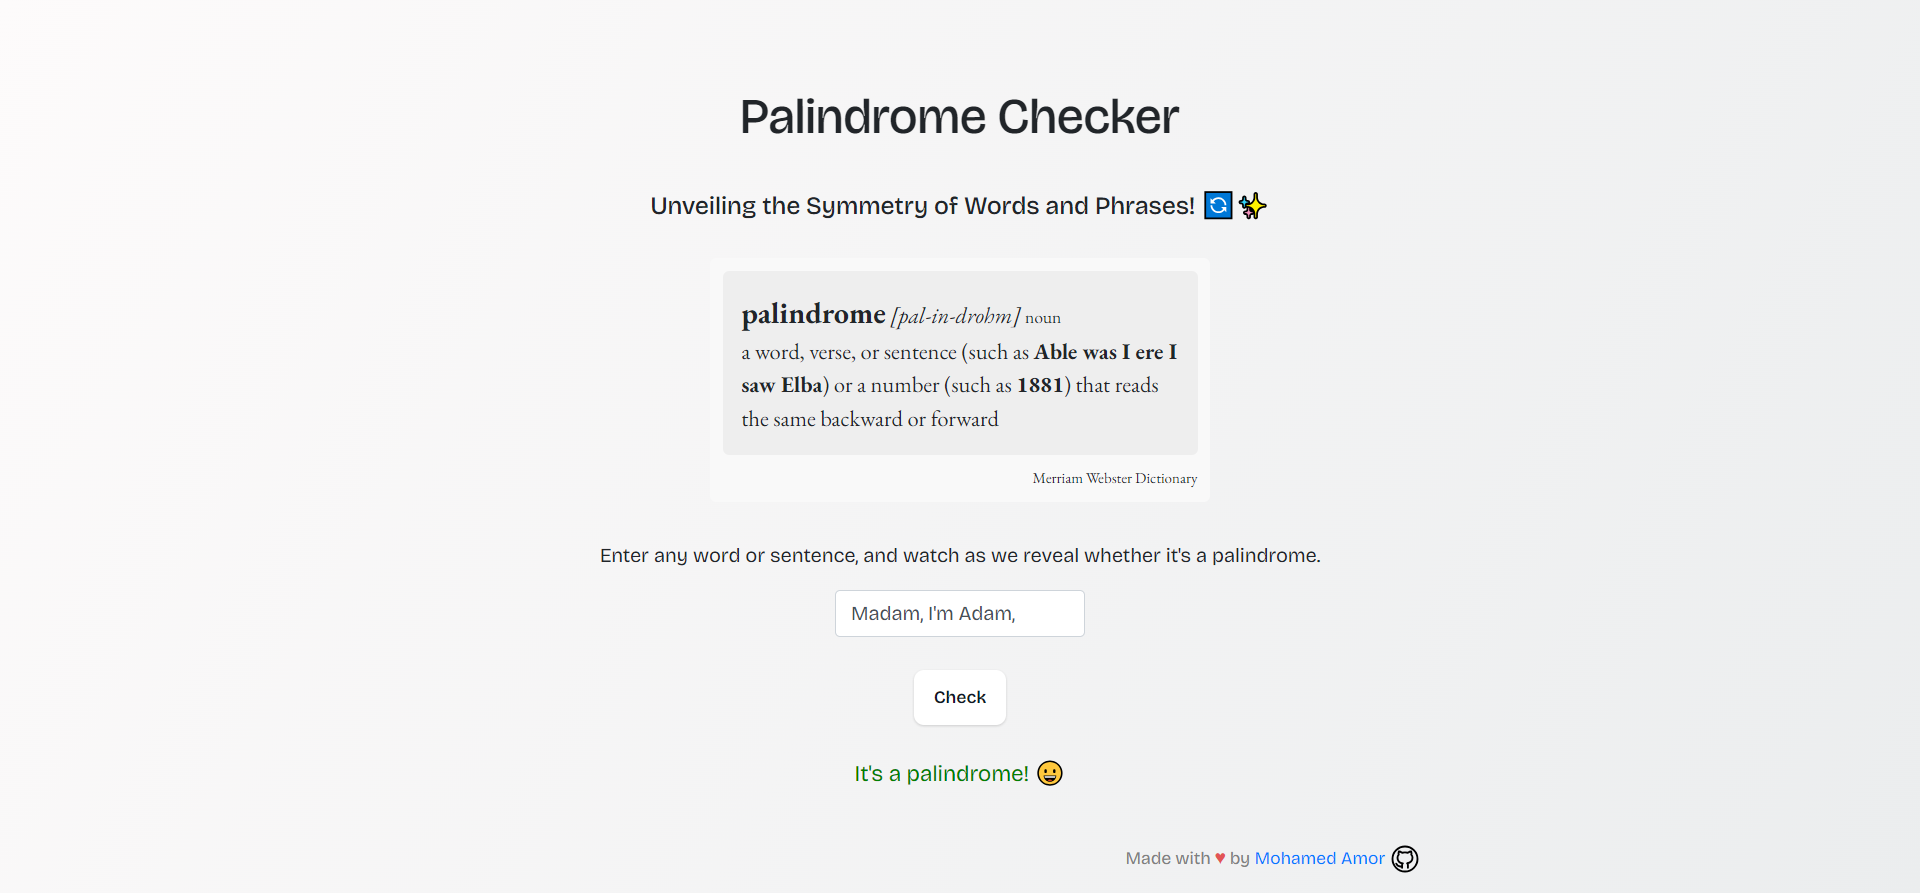 Palindrome Checker
Unveiling the Symmetry of Words and Phrases! 🔄 ✨
palindrome [pal-in-drohm] noun
a word, verse, or sentence (such as Able was I ere I
saw Elba) or a number (such as 1881) that reads
the same backward or forward
Merriam Webster Dictionary
Enter any word or sentence, and watch as we reveal whether it's a palindrome.
Madam, I'm Adam,
Check
It's a palindrome! 😀
Made with ♥ by Mohamed Amor